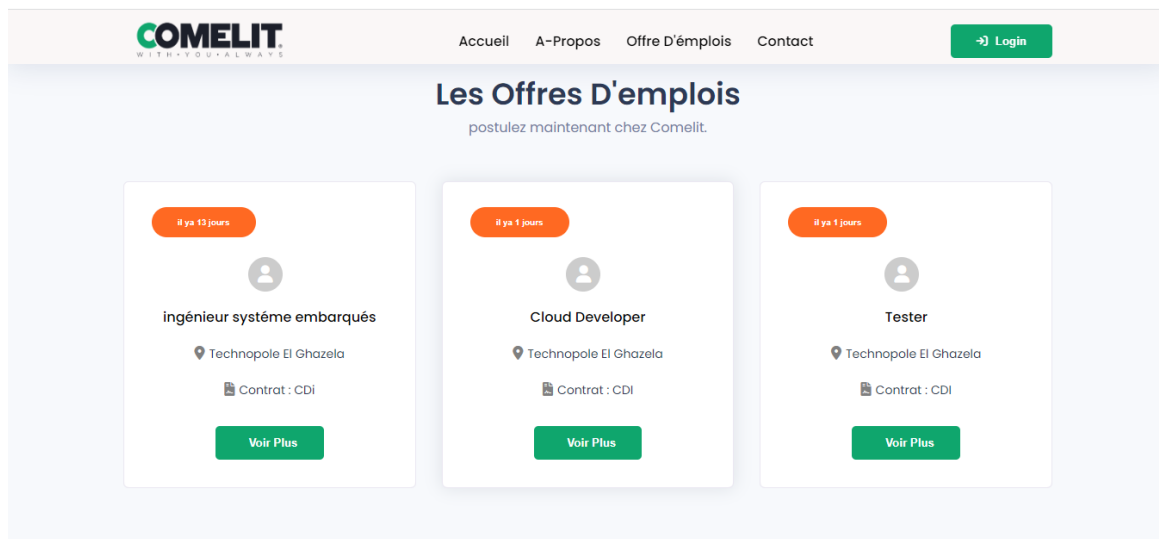 COMELIT
WITH•YOU•ALWAYS
Accueil
A-Propos
Offre D'émplois
Contact
Login
Les Offres D'emplois
postulez maintenant chez Comelit.
il ya 13 jours
ingénieur systéme embarqués
Technopole El Ghazela
Contrat : CDi
Voir Plus
il ya 1 jours
Cloud Developer
Technopole El Ghazela
Contrat : CDI
Voir Plus
il ya 1 jours
Tester
Technopole El Ghazela
Contrat : CDI
Voir Plus